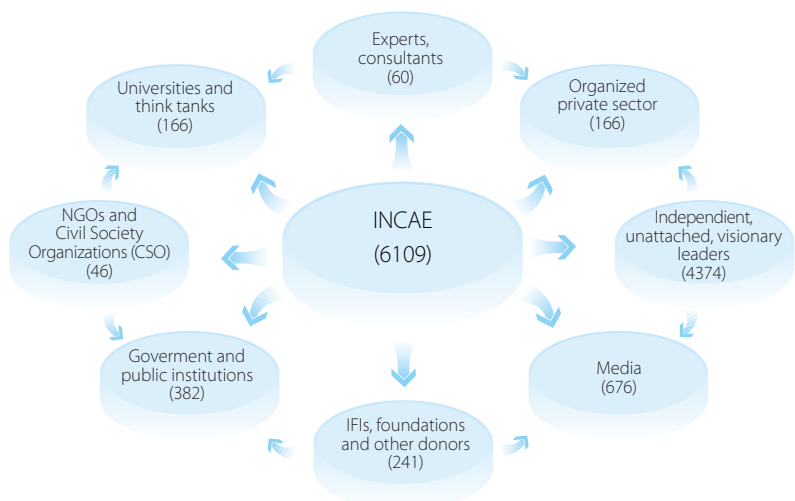 Experts,
consultants
(60)
Universities and
think tanks
(166)
Organized
private sector
(166)
NGOs and
Civil Society
Organizations (CSO)
(46)
INCAE
(6109)
Independient,
unattached, visionary
leaders
(4374)
Goverment and
public institutions
(382)
Media
(676)
IFIs, foundations
and other donors
(241)